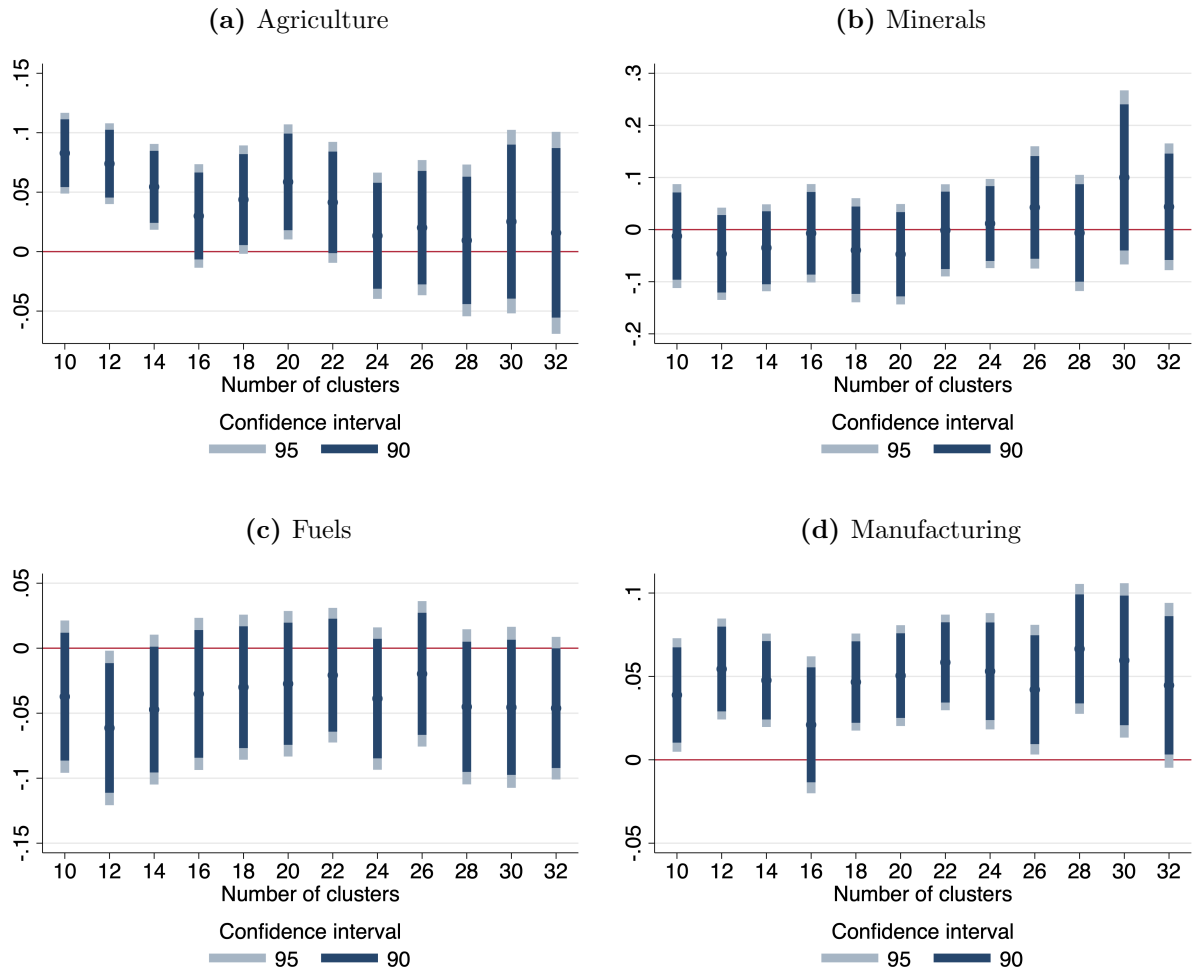 (a) Agriculture
.15
.1
.05
0
-.05
10 12 14 16 18 20 22 24 26 28 30 32
Number of clusters
Confidence interval
95 90
(b) Minerals
.3
.2
.1
0
-.1
-.2
10 12 14 16 18 20 22 24 26 28 30 32
Number of clusters
Confidence interval
95 90
(c) Fuels
.05
0
-.05
-.1
-.15
10 12 14 16 18 20 22 24 26 28 30 32
Number of clusters
Confidence interval
95 90
(d) Manufacturing
.1
.05
0
-.05
10 12 14 16 18 20 22 24 26 28 30 32
Number of clusters
Confidence interval
95 90